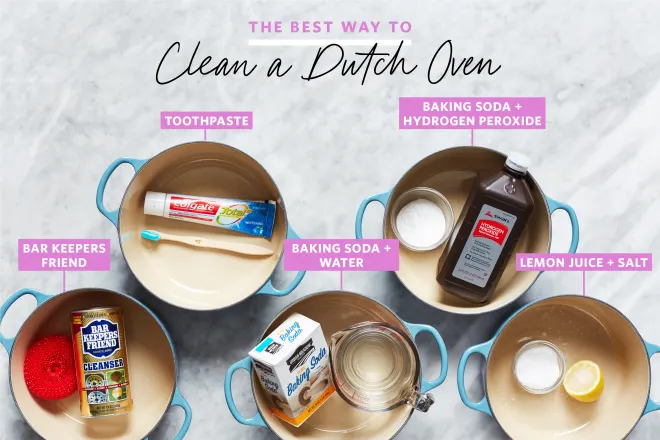 THE BEST WAY TO
Clean a Dutch Oven
TOOTHPASTE
BAKING SODA +
HYDROGEN PEROXIDE
Colgate
Total
BAR KEEPERS
FRIEND
BAKING SODA +
WATER
LEMON JUICE + SALT
HYDROGEN
PEROXIDE
BAR
KEEPERS
FRIEND
CLEANSER
Baking
Soda
Baking
Soda